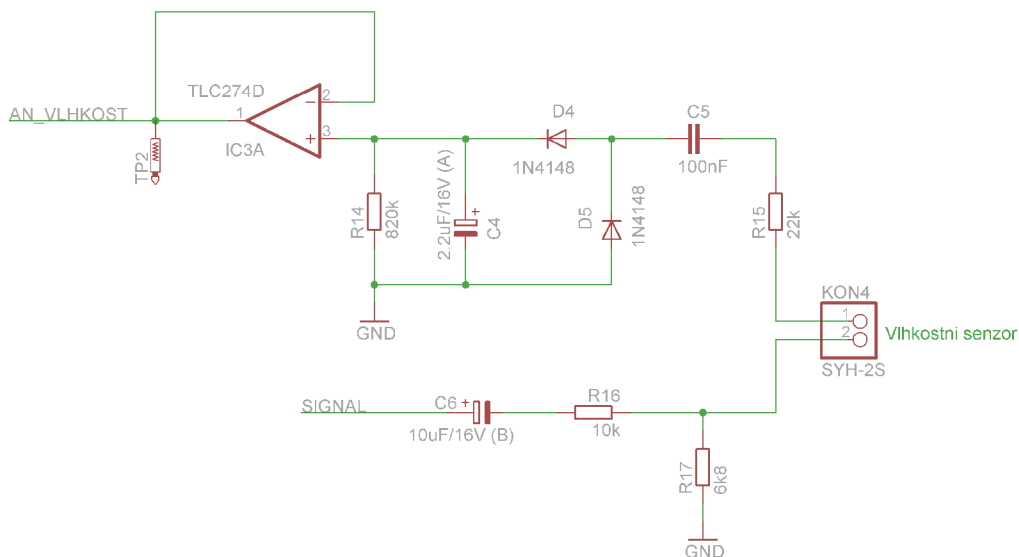 TLC274D
AN_VLHKOST
1
2
3
IC3A
TP2
R14
820k
2.2uF/16V (A)
+
C4
D4
1N4148
D5
1N4148
C5
100nF
R15
22k
GND
KON4
1
2
Vlhkostni senzor
SYH-2S
SIGNAL
C6
+
10uF/16V (B)
R16
10k
R17
6k8
GND